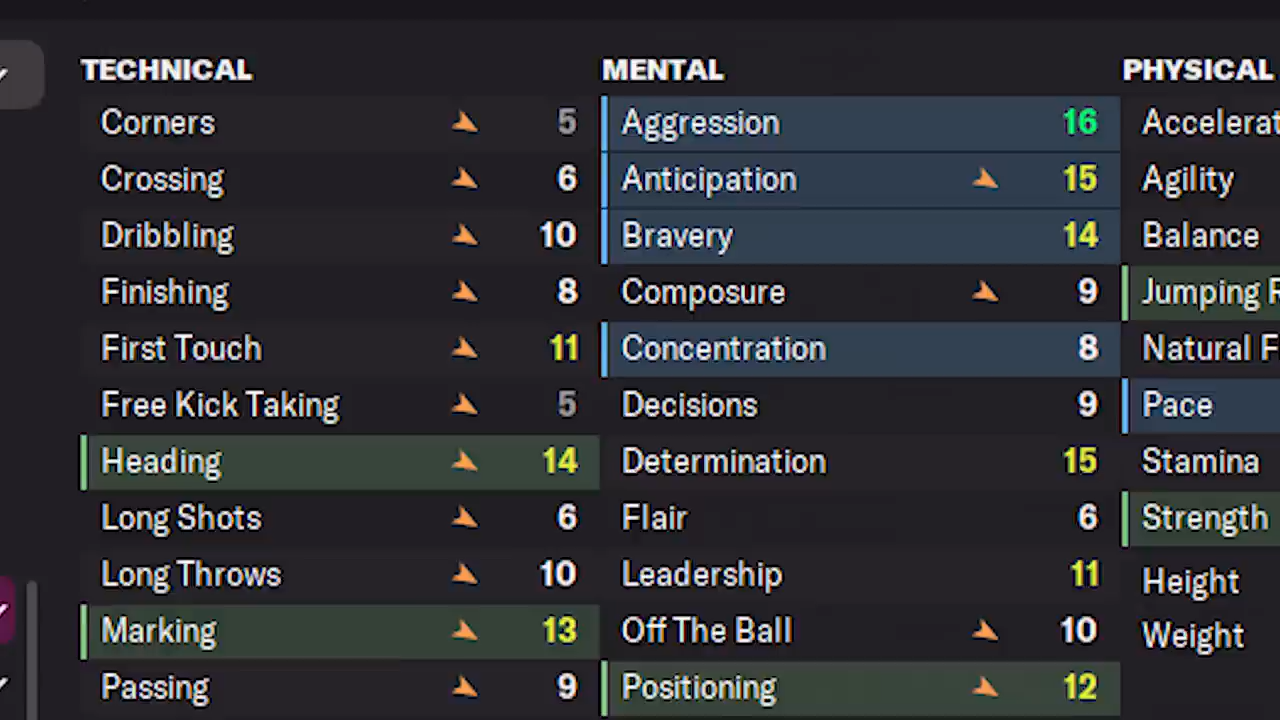 TECHNICAL MENTAL PHYSICAL
Corners 5 Aggression 16 Accelerat
Crossing 6 Anticipation 15 Agility
Dribbling 10 Bravery 14 Balance
Finishing 8 Composure 9 Jumping R
First Touch 11 Concentration 8 Natural F
Free Kick Taking 5 Decisions 9 Pace
Heading 14 Determination 15 Stamina
Long Shots 6 Flair 6 Strength
Long Throws 10 Leadership 11 Height
Marking 13 Off The Ball 10 Weight
Passing 9 Positioning 12